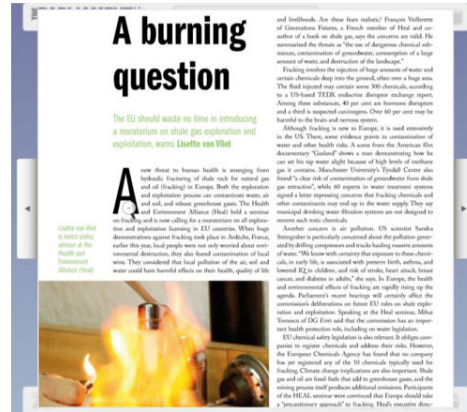 A burning
question
The EU should waste no time in introducing
a moratorium on shale gas exploration and
exploitation, warns Lisette van Vliet
A new threat to human health is emerging from
hydraulic fracturing of shale rock for natural gas
and oil (fracking) in Europe. Both the exploration
and exploitation process can contaminate water, air
and soil, and release greenhouse gases. The Health
and Environment Alliance (Heal) held a seminar
on fracking and is now calling for a moratorium on all explora-
tion and exploitation licensing in EU countries. When huge
demonstrations against fracking took place in Ardèche, France,
earlier this year, local people were not only worried about envi-
ronmental destruction, they also feared contamination of local
wine. They considered that local pollution of the air, soil and
water could have harmful effects on their health, quality of life
Lisette van Vliet
is toxics policy
adviser at the
Health and
Environment
Alliance (Heal)
and livelihoods. Are these fears realistic? François Veillerette
of Generations Futures, a French member of Heal and co-
author of a book on shale gas, says the concerns are valid. He
summarised the threats as "the use of dangerous chemical sub-
stances, contamination of groundwater, consumption of a large
amount of water, and destruction of the landscape."
Fracking involves the injection of huge amounts of water and
certain chemicals deep into the ground, often over a huge area.
The fluid injected may contain some 300 chemicals, according
to a US-based TEDX endocrine disruptor exchange report.
Among these substances, 40 per cent are hormone disruptors
and a third is suspected carcinogens. Over 60 per cent may be
harmful to the brain and nervous system.
Although fracking is new to Europe, it is used extensively
in the US. There, some evidence points to contamination of
water and other health risks. A scene from the American film
documentary "Gasland" shows a man demonstrating how he
can set his tap water alight because of high levels of methane
gas it contains. Manchester University's Tyndall Centre also
found "a clear risk of contamination of groundwater from shale
gas extraction", while 60 experts in water treatment systems
signed a letter expressing concerns that fracking chemicals and
other contaminants may end up in the water supply. They say
municipal drinking water filtration systems are not designed to
remove such toxic chemicals.
Another concern is air pollution. US scientist Sandra
Steingraber is particularly concerned about the pollution gener-
ated by drilling compressors and trucks hauling massive amounts
of water. "We know with certainty that exposure to these chemi-
cals, in early life, is associated with preterm birth, asthma, and
lowered IQ in children, and risk of stroke, heart attack, breast
cancer, and diabetes in adults," she says. In Europe, the health
and environmental effects of fracking are rapidly rising up the
agenda. Parliament's recent hearings will certainly affect the
commission's deliberations on future EU rules on shale explo-
ration and exploitation. Speaking at the Heal seminar, Mihai
Tomescu of DG Envi said that the commission has an impor-
tant health protection role, including on water legislation.
EU chemical safety legislation is also relevant. It obliges com-
panies to register chemicals and address their risks. However,
the European Chemicals Agency has found that no company
has yet registered any of the 10 chemicals typically used for
fracking. Climate change implications are also important. Shale
gas and oil are fossil fuels that add to greenhouse gases, and the
mining process itself produces additional emissions. Participants
of the HEAL seminar were convinced that Europe should take
a "precautionary approach" to fracking. Heal's executive direc-